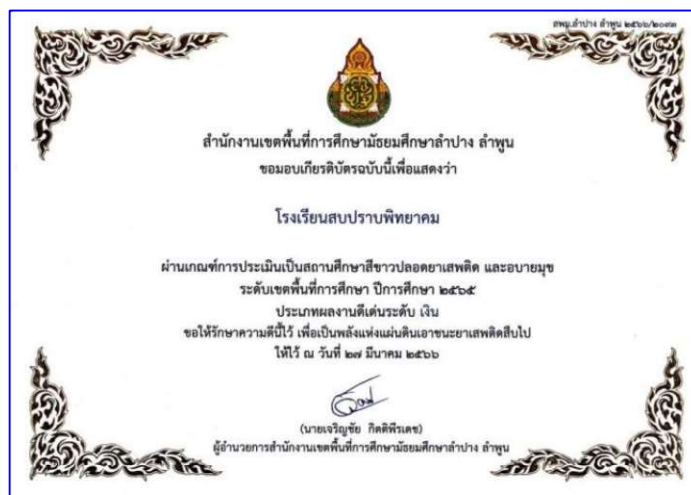 สพม.ลำปาง ลำพูน ๒๕๖๖/๒๐๙๓
สำนักงานเขตพื้นที่การศึกษามัธยมศึกษาลำปาง ลำพูน
ขอมอบเกียรติบัตรฉบับนี้เพื่อแสดงว่า
โรงเรียนสบปราบพิทยาคม
ผ่านเกณฑ์การประเมินเป็นสถานศึกษาสีขาวปลอดยาเสพติด และอบายมุข
ระดับเขตพื้นที่การศึกษา ปีการศึกษา ๒๕๖๕
ประเภทผลงานดีเด่นระดับ เงิน
ขอให้รักษาความดีนี้ไว้ เพื่อเป็นพลังแห่งแผ่นดินเอาชนะยาเสพติดสืบไป
ให้ไว้ ณ วันที่ ๒๗ มีนาคม ๒๕๖๖
(นายเจริญชัย กิตติพีรเดช)
ผู้อำนวยการสำนักงานเขตพื้นที่การศึกษามัธยมศึกษาลำปาง ลำพูน